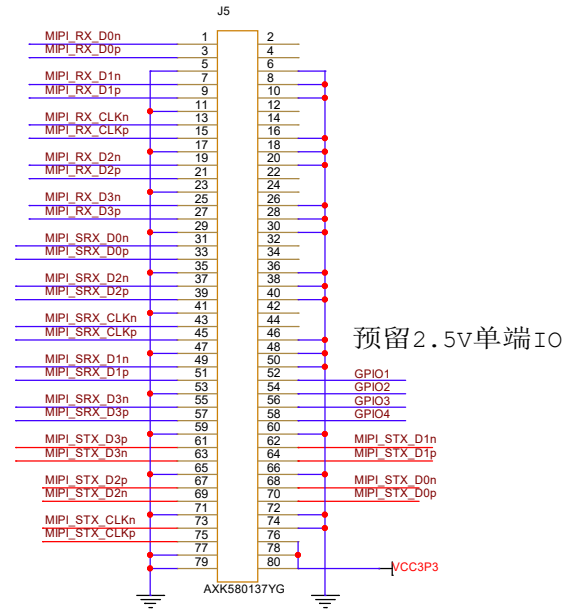 J5
MIPI_RX_D0n 1 2
MIPI_RX_D0p 3 4
5 6
MIPI_RX_D1n 7 8
MIPI_RX_D1p 9 10
11 12
MIPI_RX_CLKn 13 14
MIPI_RX_CLKp 15 16
17 18
MIPI_RX_D2n 19 20
MIPI_RX_D2p 21 22
23 24
MIPI_RX_D3n 25 26
MIPI_RX_D3p 27 28
29 30
MIPI_SRX_D0n 31 32
MIPI_SRX_D0p 33 34
35 36
MIPI_SRX_D2n 37 38
MIPI_SRX_D2p 39 40
41 42
MIPI_SRX_CLKn 43 44
MIPI_SRX_CLKp 45 46
预留2.5V单端IO
47 48
MIPI_SRX_D1n 49 50
MIPI_SRX_D1p 51 52 GPIO1
53 54 GPIO2
MIPI_SRX_D3n 55 56 GPIO3
MIPI_SRX_D3p 57 58 GPIO4
59 60
MIPI_STX_D3p 61 62 MIPI_STX_D1n
MIPI_STX_D3n 63 64 MIPI_STX_D1p
65 66
MIPI_STX_D2p 67 68 MIPI_STX_D0n
MIPI_STX_D2n 69 70 MIPI_STX_D0p
71 72
MIPI_STX_CLKn 73 74
MIPI_STX_CLKp 75 76
77 78
79 80 VCC3P3
AXK580137YG